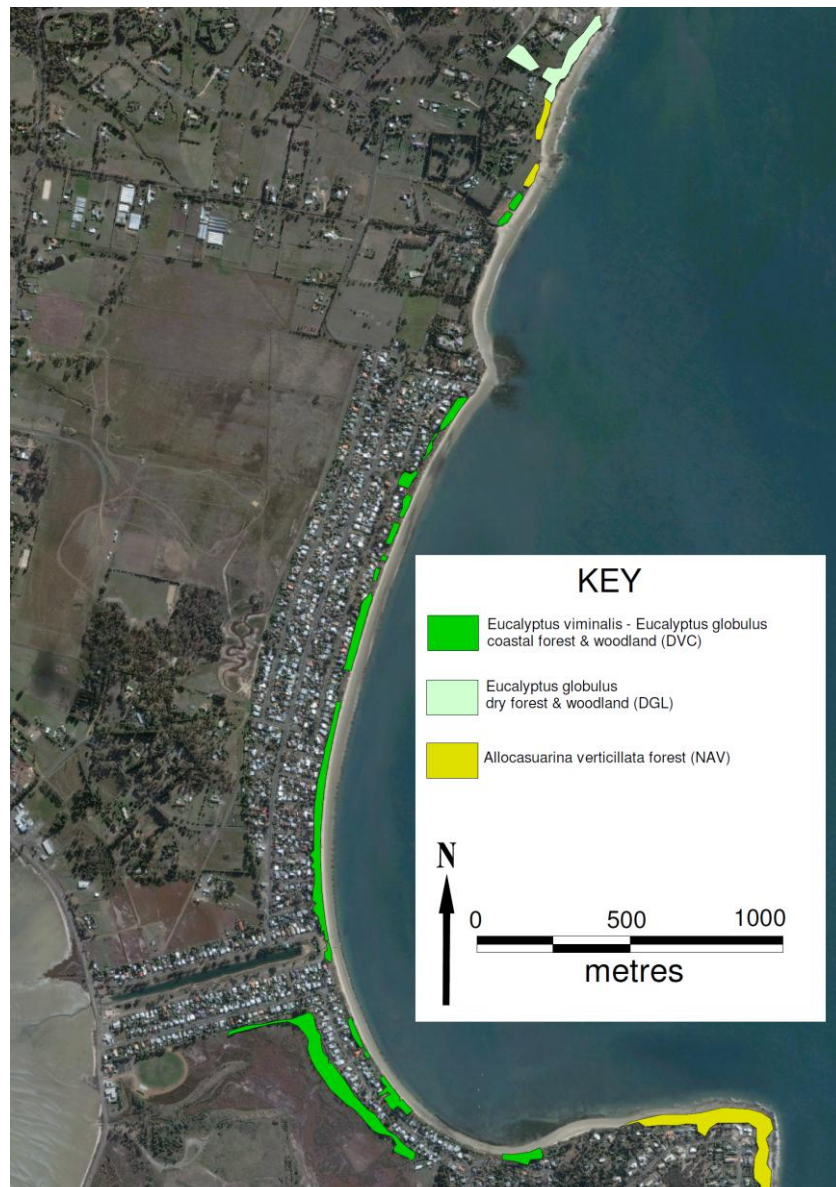 KEY
Eucalyptus viminalis - Eucalyptus globulus
coastal forest & woodland (DVC)
Eucalyptus globulus
dry forest & woodland (DGL)
Allocasuarina verticillata forest (NAV)
N
0 500 1000
metres